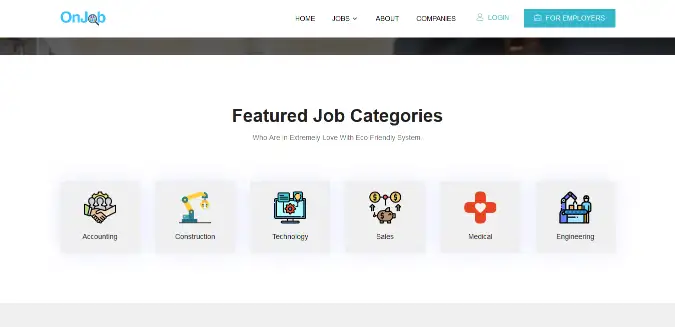 OnJob
HOME JOBS ABOUT COMPANIES LOGIN FOR EMPLOYERS
Featured Job Categories
Who Are In Extremely Love With Eco Friendly System
Accounting Construction Technology Sales Medical Engineering